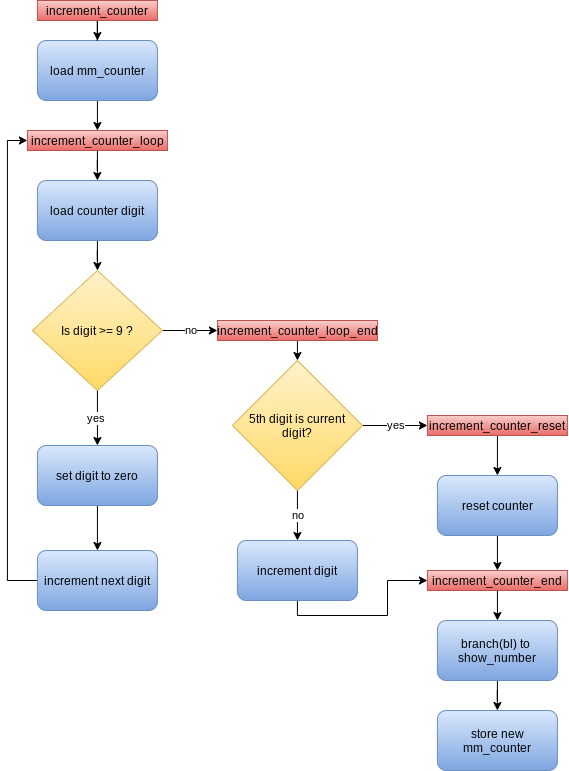 increment_counter
load mm_counter
increment_counter_loop
load counter digit
Is digit >= 9 ?
no
increment_counter_loop_end
yes
5th digit is current
digit?
yes
increment_counter_reset
set digit to zero
reset counter
no
increment next digit
increment digit
increment_counter_end
branch(bl) to
show_number
store new
mm_counter